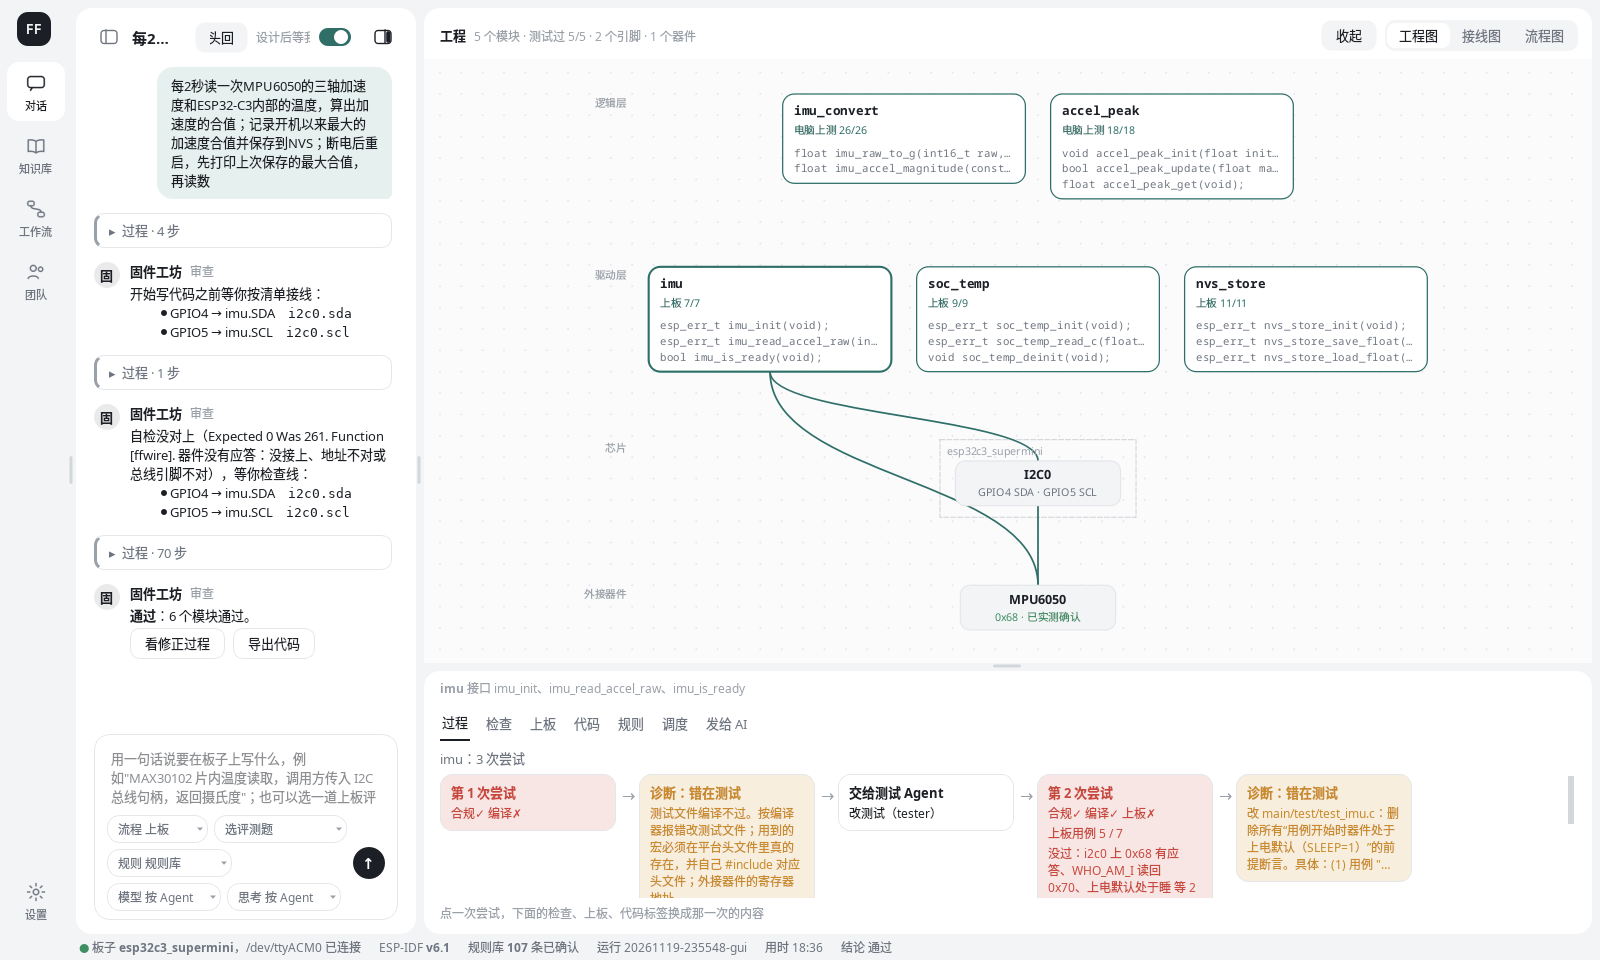 FF
对话
知识库
工作流
团队
设置
每2...
头回
设计后等
每2秒读一次MPU6050的三轴加速
度和ESP32-C3内部的温度，算出加
速度的合值；记录开机以来最大的
加速度合值并保存到NVS；断电后重
启，先打印上次保存的最大合值，
再读数
▸ 过程 · 4 步
固 固件工坊 审查
开始写代码之前等你按清单接线：
● GPIO4 → imu.SDA i2c0.sda
● GPIO5 → imu.SCL i2c0.scl
▸ 过程 · 1 步
固 固件工坊 审查
自检没对上（Expected 0 Was 261. Function
[ffwire]. 器件没有应答：没接上、地址不对或
总线引脚不对），等你检查线：
● GPIO4 → imu.SDA i2c0.sda
● GPIO5 → imu.SCL i2c0.scl
▸ 过程 · 70 步
固 固件工坊 审查
通过：6 个模块通过。
看修正过程 导出代码
用一句话说要在板子上写什么，例
如"MAX30102 片内温度读取，调用方传入 I2C
总线句柄，返回摄氏度"；也可以选一道上板评
流程 上板 选评测题
规则 规则库
模型 按 Agent 思考 按 Agent
工程 5 个模块 · 测试过 5/5 · 2 个引脚 · 1 个器件
收起 工程图 接线图 流程图
逻辑层
imu_convert
电脑上测 26/26
float imu_raw_to_g(int16_t raw,…
float imu_accel_magnitude(const…
accel_peak
电脑上测 18/18
void accel_peak_init(float init…
bool accel_peak_update(float ma…
float accel_peak_get(void);
驱动层
imu
上板 7/7
esp_err_t imu_init(void);
esp_err_t imu_read_accel_raw(in…
bool imu_is_ready(void);
soc_temp
上板 9/9
esp_err_t soc_temp_init(void);
esp_err_t soc_temp_read_c(float…
void soc_temp_deinit(void);
nvs_store
上板 11/11
esp_err_t nvs_store_init(void);
esp_err_t nvs_store_save_float(…
esp_err_t nvs_store_load_float(…
芯片
esp32c3_supermini
I2C0
GPIO4 SDA · GPIO5 SCL
外接器件
MPU6050
0x68 · 已实测确认
imu 接口 imu_init、imu_read_accel_raw、imu_is_ready
过程 检查 上板 代码 规则 调度 发给 AI
imu：3 次尝试
第 1 次尝试
合规✓ 编译✗
→
诊断：错在测试
测试文件编译不过。按编译
器报错改测试文件；用到的
宏必须在平台头文件里真的
存在，并自己 #include 对应
头文件；外接器件的寄存器
→
交给测试 Agent
改测试（tester）
→
第 2 次尝试
合规✓ 编译✓ 上板✗
上板用例 5 / 7
没过：i2c0 上 0x68 有应
答、WHO_AM_I 读回
0x70、上电默认处于睡 等 2
→
诊断：错在测试
改 main/test/test_imu.c：删
除所有“用例开始时器件处于
上电默认（SLEEP=1）”的前
提断言。具体：(1) 用例 "...
点一次尝试，下面的检查、上板、代码标签换成那一次的内容
板子 esp32c3_supermini，/dev/ttyACM0 已连接 ESP-IDF v6.1 规则库 107 条已确认 运行 20261119-235548-gui 用时 18:36 结论 通过